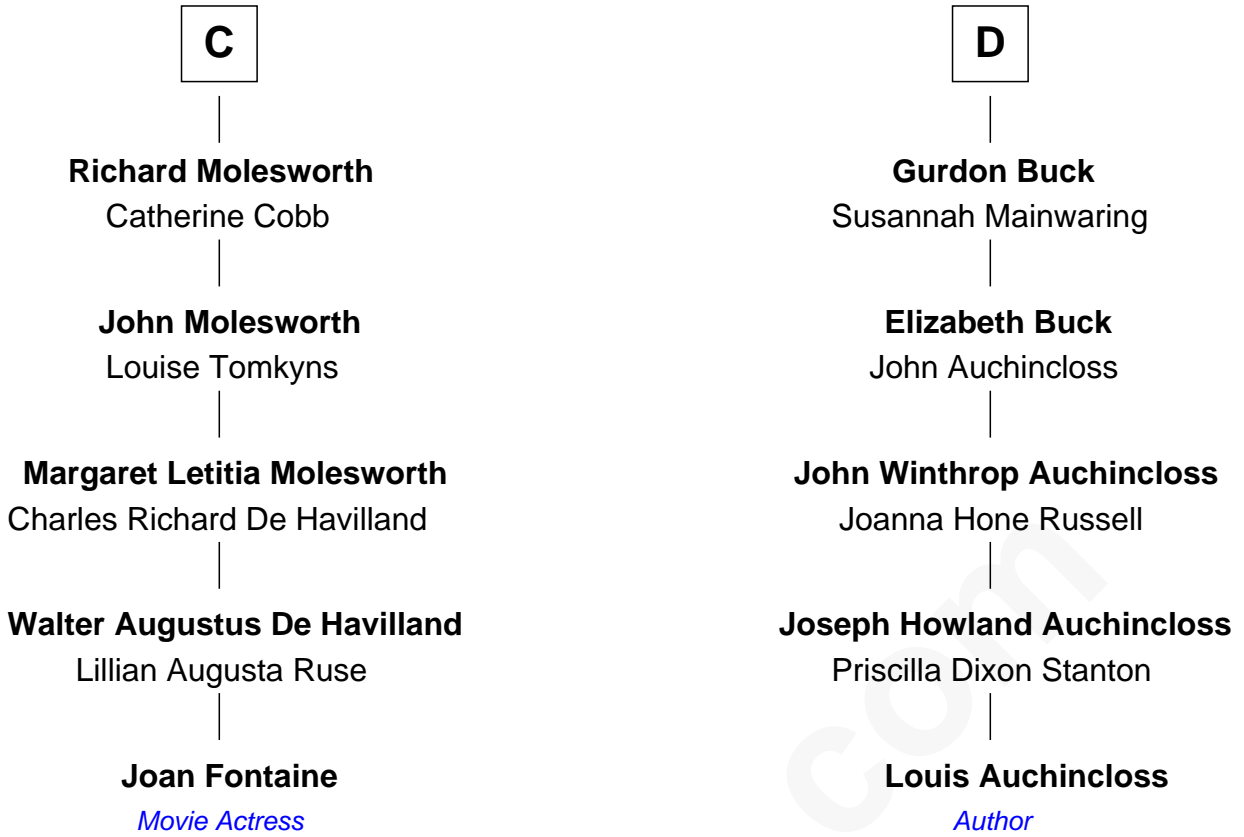 C
Richard Molesworth
Catherine Cobb
John Molesworth
Louise Tomkyns
Margaret Letitia Molesworth
Charles Richard De Havilland
Walter Augustus De Havilland
Lillian Augusta Ruse
Joan Fontaine
Movie Actress
D
Gurdon Buck
Susannah Mainwaring
Elizabeth Buck
John Auchincloss
John Winthrop Auchincloss
Joanna Hone Russell
Joseph Howland Auchincloss
Priscilla Dixon Stanton
Louis Auchincloss
Author
com